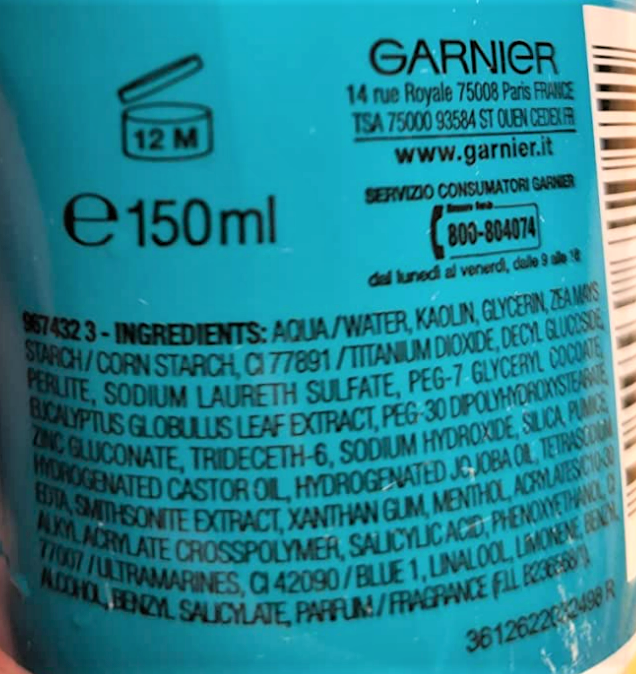 GARNIER
14 rue Royale 75008 Paris FRANCE
TSA 75000 93584 ST OUEN CEDEX FR
www.garnier.it
12 M
℮150ml
SERVIZIO CONSUMATORI GARNIER
800-804074
dal lunedì al venerdì, dalle 9 alle 18
967432 3 - INGREDIENTS: AQUA / WATER, KAOLIN, GLYCERIN, ZEA MAYS
STARCH / CORN STARCH, CI 77891 / TITANIUM DIOXIDE, DECYL GLUCOSIDE,
PERLITE, SODIUM LAURETH SULFATE, PEG-7 GLYCERYL COCOATE,
EUCALYPTUS GLOBULUS LEAF EXTRACT, PEG-30 DIPOLYHYDROXYSTEARATE,
ZINC GLUCONATE, TRIDECETH-6, SODIUM HYDROXIDE, SILICA, PUMICE,
HYDROGENATED CASTOR OIL, HYDROGENATED JOJOBA OIL, TETRASODIUM
EDTA, SMITHSONITE EXTRACT, XANTHAN GUM, MENTHOL, ACRYLATES/C10-30
ALKYL ACRYLATE CROSSPOLYMER, SALICYLIC ACID, PHENOXYETHANOL, CI
77007 / ULTRAMARINES, CI 42090 / BLUE 1, LINALOOL, LIMONENE, BENZYL
ALCOHOL, BENZYL SALICYLATE, PARFUM / FRAGRANCE (F.I.L.